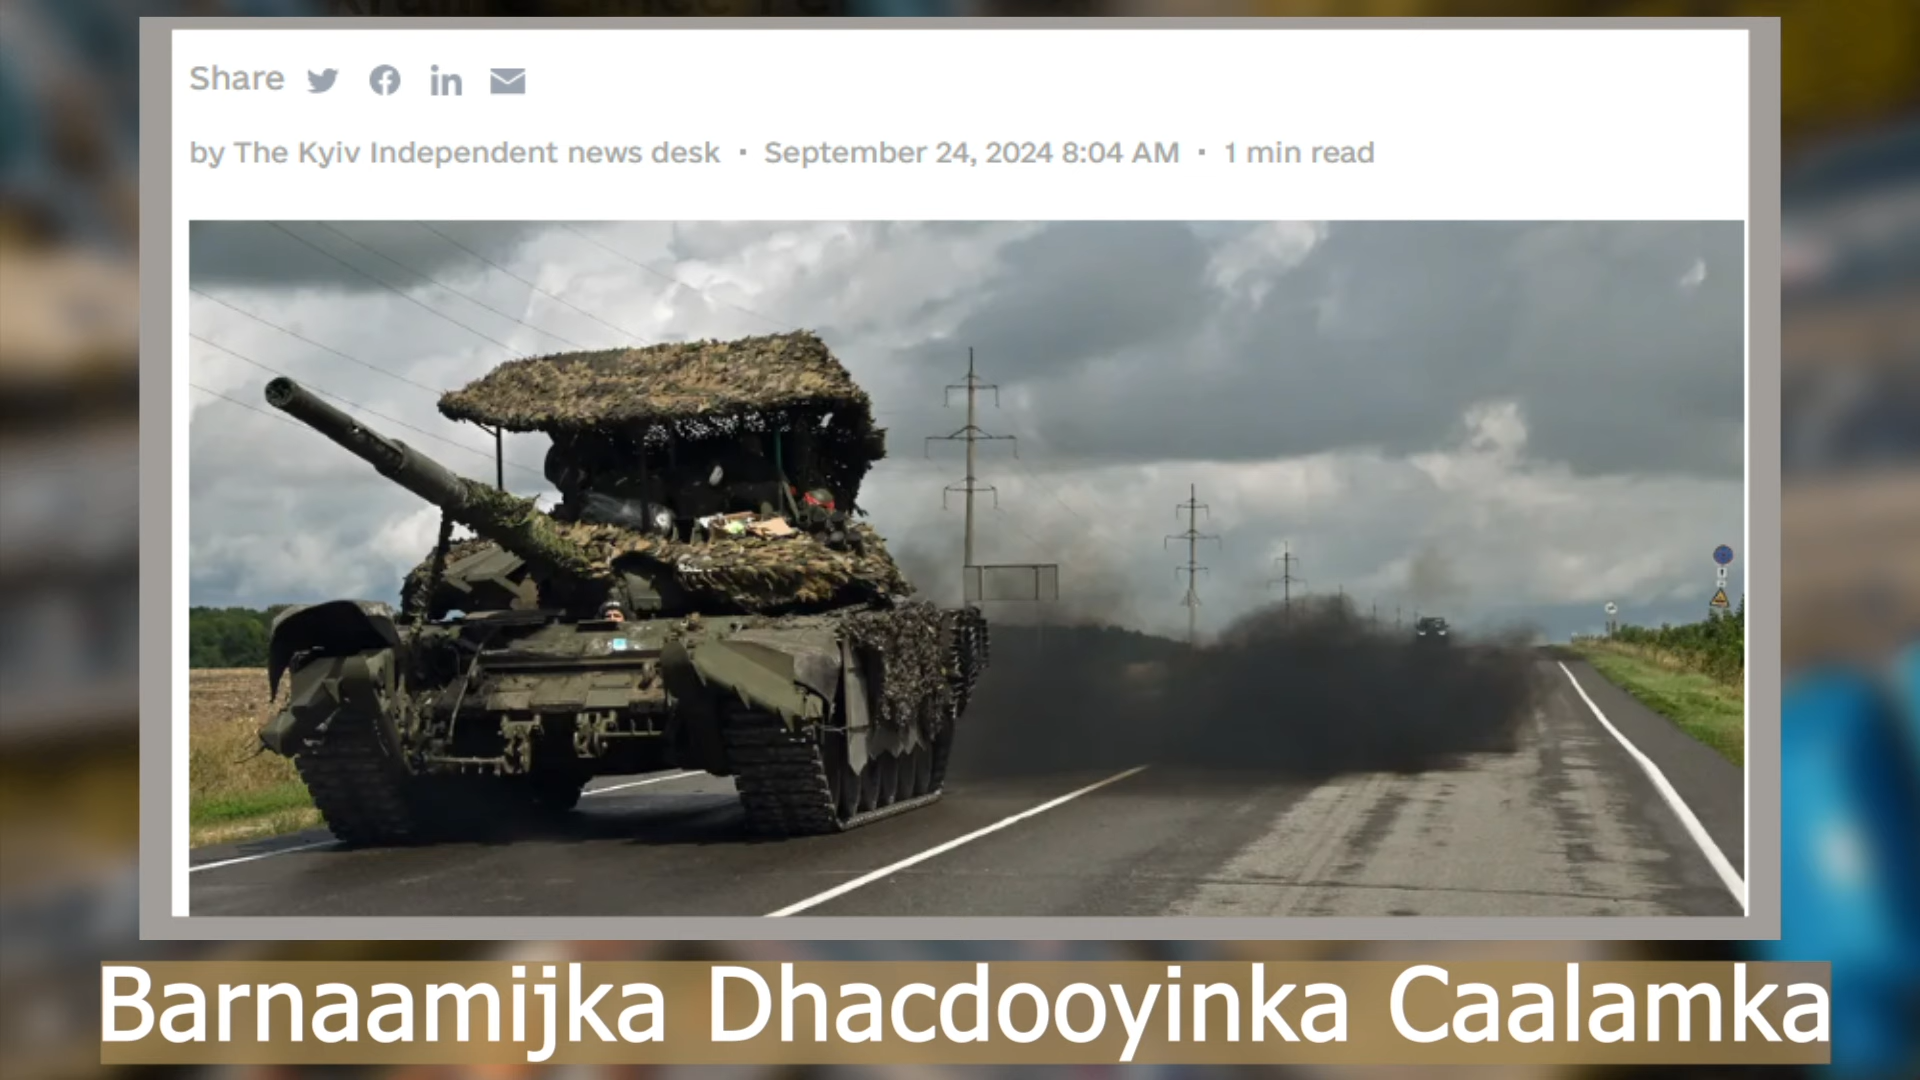 Share
by The Kyiv Independent news desk · September 24, 2024 8:04 AM · 1 min read
Barnaamijka Dhacdooyinka Caalamka